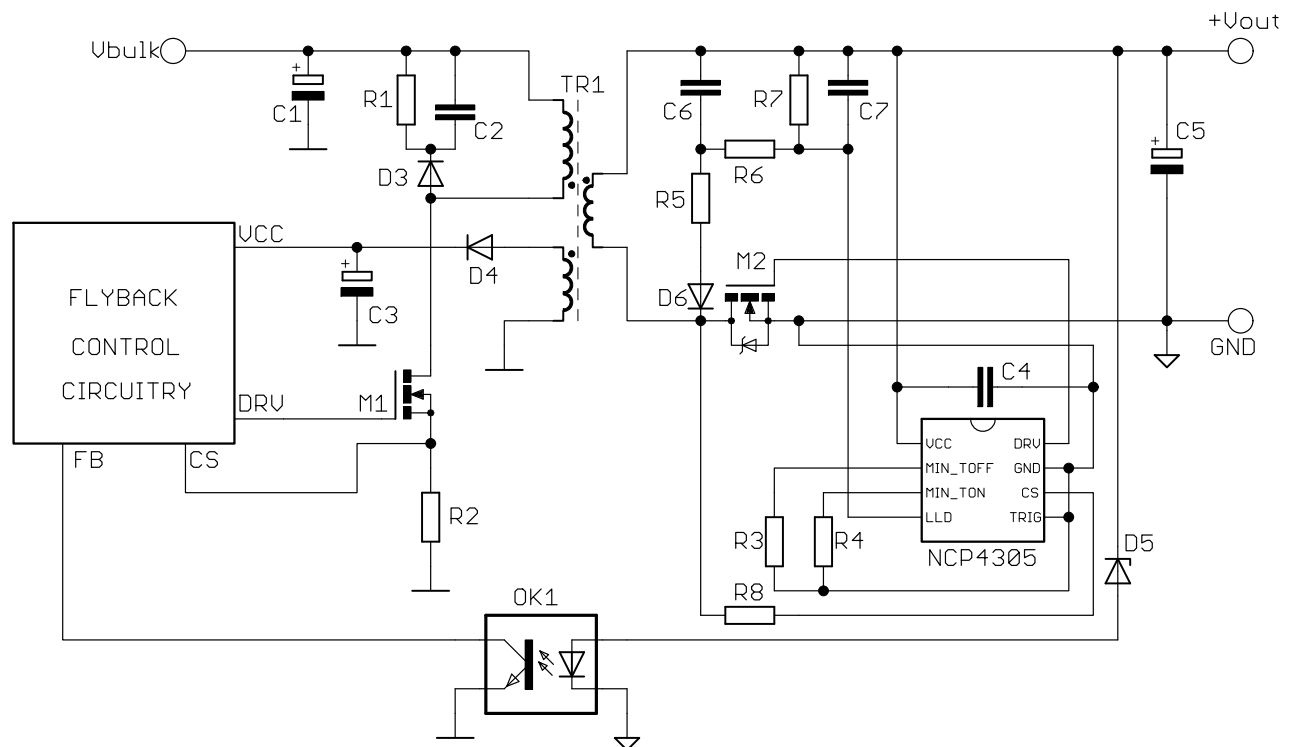 +Vout
Vbulk
TR1
C1
R1
C2
C6
R7
C7
C5
D3
R6
R5
VCC
D4
M2
FLYBACK
CONTROL
CIRCUITRY
C3
D6
GND
DRV
M1
C4
FB
CS
R2
VCC
DRV
MIN_TOFF
GND
MIN_TON
CS
LLD
TRIG
R3
R4
NCP4305
D5
R8
OK1